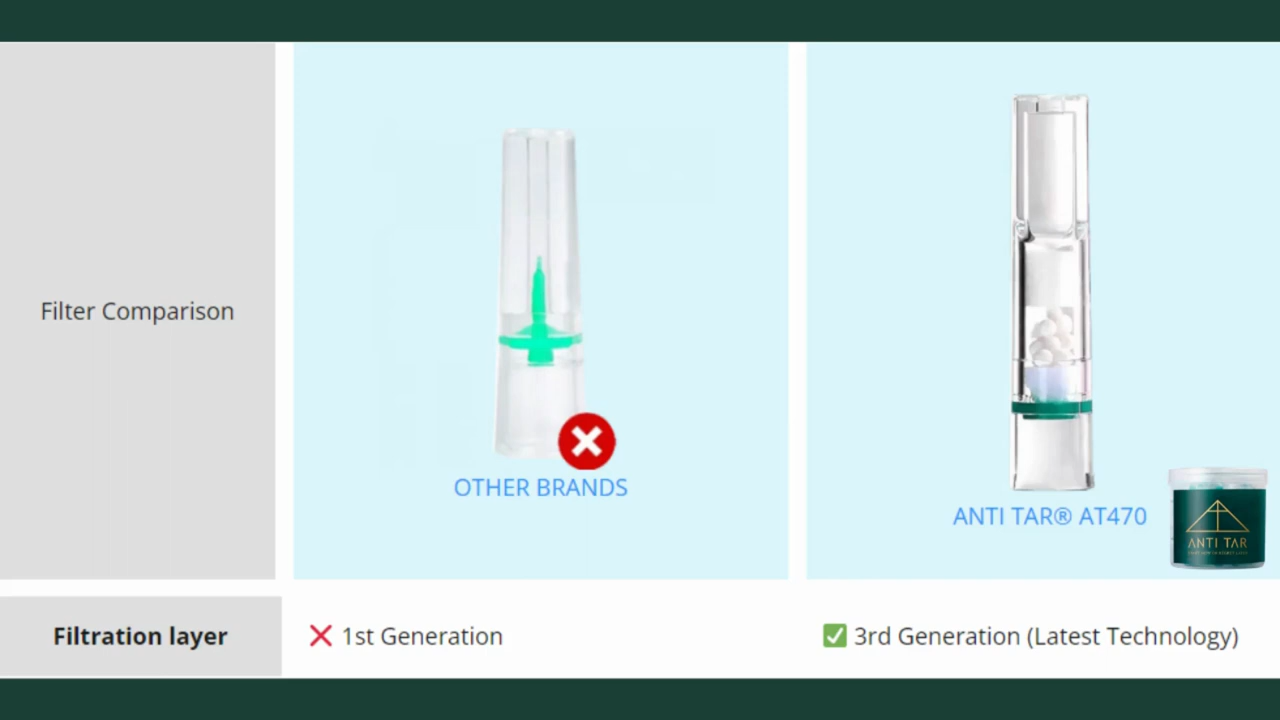 Filter Comparison
OTHER BRANDS
ANTI TAR® AT470
ANTI TAR
Filtration layer
❌ 1st Generation
✅ 3rd Generation (Latest Technology)